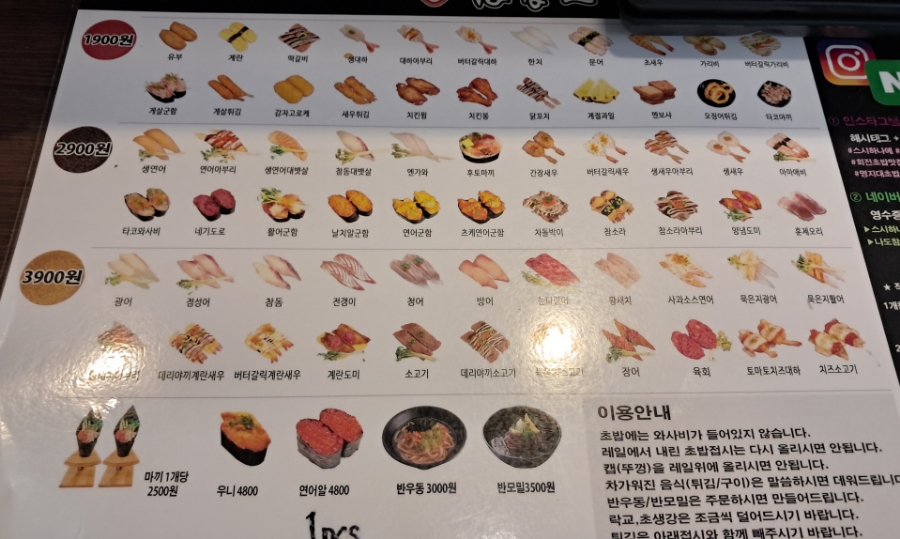 1900원
유부 계란 떡갈비 생대하 대하아부리 버터갈릭대하 한치 문어 초새우 가리비 버터갈릭가리비
게살군함 게살튀김 감자고로케 새우튀김 치킨윙 치킨봉 닭꼬치 계절과일 멘보샤 오징어튀김 타코마끼
2900원
생연어 연어아부리 생연어대뱃살 참돔대뱃살 엔가와 후토마끼 간장새우 버터갈릭새우 생새우아부리 생새우 아마에비
타코와사비 네기도로 활어군함 날치알군함 연어군함 츠케연어군함 차돌박이 참소라 참소라아부리 양념도미 훈제오리
3900원
광어 점성어 참돔 전갱이 청어 방어 황새치 사과소스연어 묵은지광어 묵은지활어
데리야끼계란새우 버터갈릭계란새우 계란도미 소고기 데리야끼소고기 장어 육회 토마토치즈대하 치즈소고기
마끼 1개당
2500원
우니 4800 연어알 4800 반우동 3000원 반모밀3500원
1pcs
이용안내
초밥에는 와사비가 들어있지 않습니다.
레일에서 내린 초밥접시는 다시 올리시면 안됩니다.
캡(뚜껑)을 레일위에 올리시면 안됩니다.
차가워진 음식(튀김/구이)은 말씀하시면 데워드립니다
반우동/반모밀은 주문하시면 만들어드립니다.
락교,초생강은 조금씩 덜어드시기 바랍니다.
튀김은 아래접시와 함께 빼주시기 바랍니다.
N
① 인스타그램
해시태그 +
#스시하나에 #
#회전초밥맛집
#명지대초밥
② 네이버
영수증
▶스시하나
▶나도참